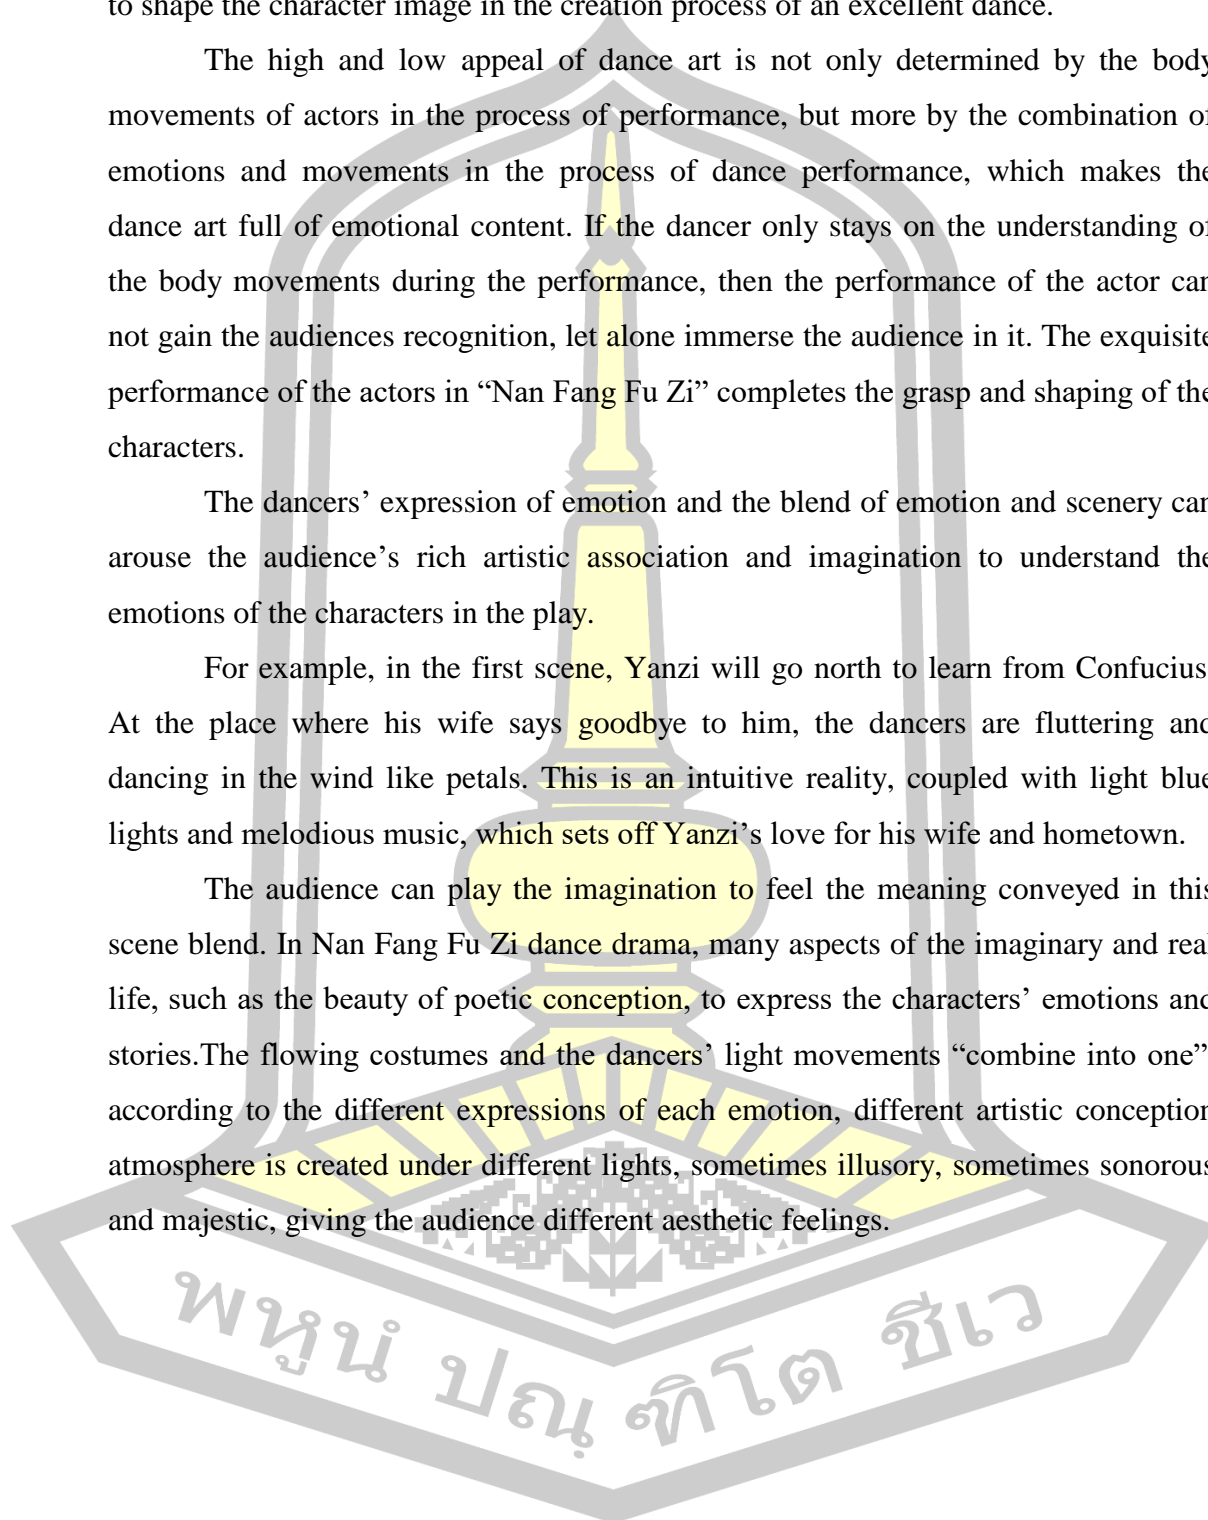 to shape the character image in the creation process of an excellent dance.
The high and low appeal of dance art is not only determined by the body
movements of actors in the process of performance, but more by the combination of
emotions and movements in the process of dance performance, which makes the
dance art full of emotional content. If the dancer only stays on the understanding of
the body movements during the performance, then the performance of the actor can
not gain the audiences recognition, let alone immerse the audience in it. The exquisite
performance of the actors in “Nan Fang Fu Zi” completes the grasp and shaping of the
characters.
The dancers’ expression of emotion and the blend of emotion and scenery can
arouse the audience’s rich artistic association and imagination to understand the
emotions of the characters in the play.
For example, in the first scene, Yanzi will go north to learn from Confucius
At the place where his wife says goodbye to him, the dancers are fluttering and
dancing in the wind like petals. This is an intuitive reality, coupled with light blue
lights and melodious music, which sets off Yanzi’s love for his wife and hometown.
The audience can play the imagination to feel the meaning conveyed in this
scene blend. In Nan Fang Fu Zi dance drama, many aspects of the imaginary and real
life, such as the beauty of poetic conception, to express the characters’ emotions and
stories.The flowing costumes and the dancers’ light movements “combine into one”
according to the different expressions of each emotion, different artistic conception
atmosphere is created under different lights, sometimes illusory, sometimes sonorous
and majestic, giving the audience different aesthetic feelings.
พหูนํ ปณฺฑิโต ชีเว